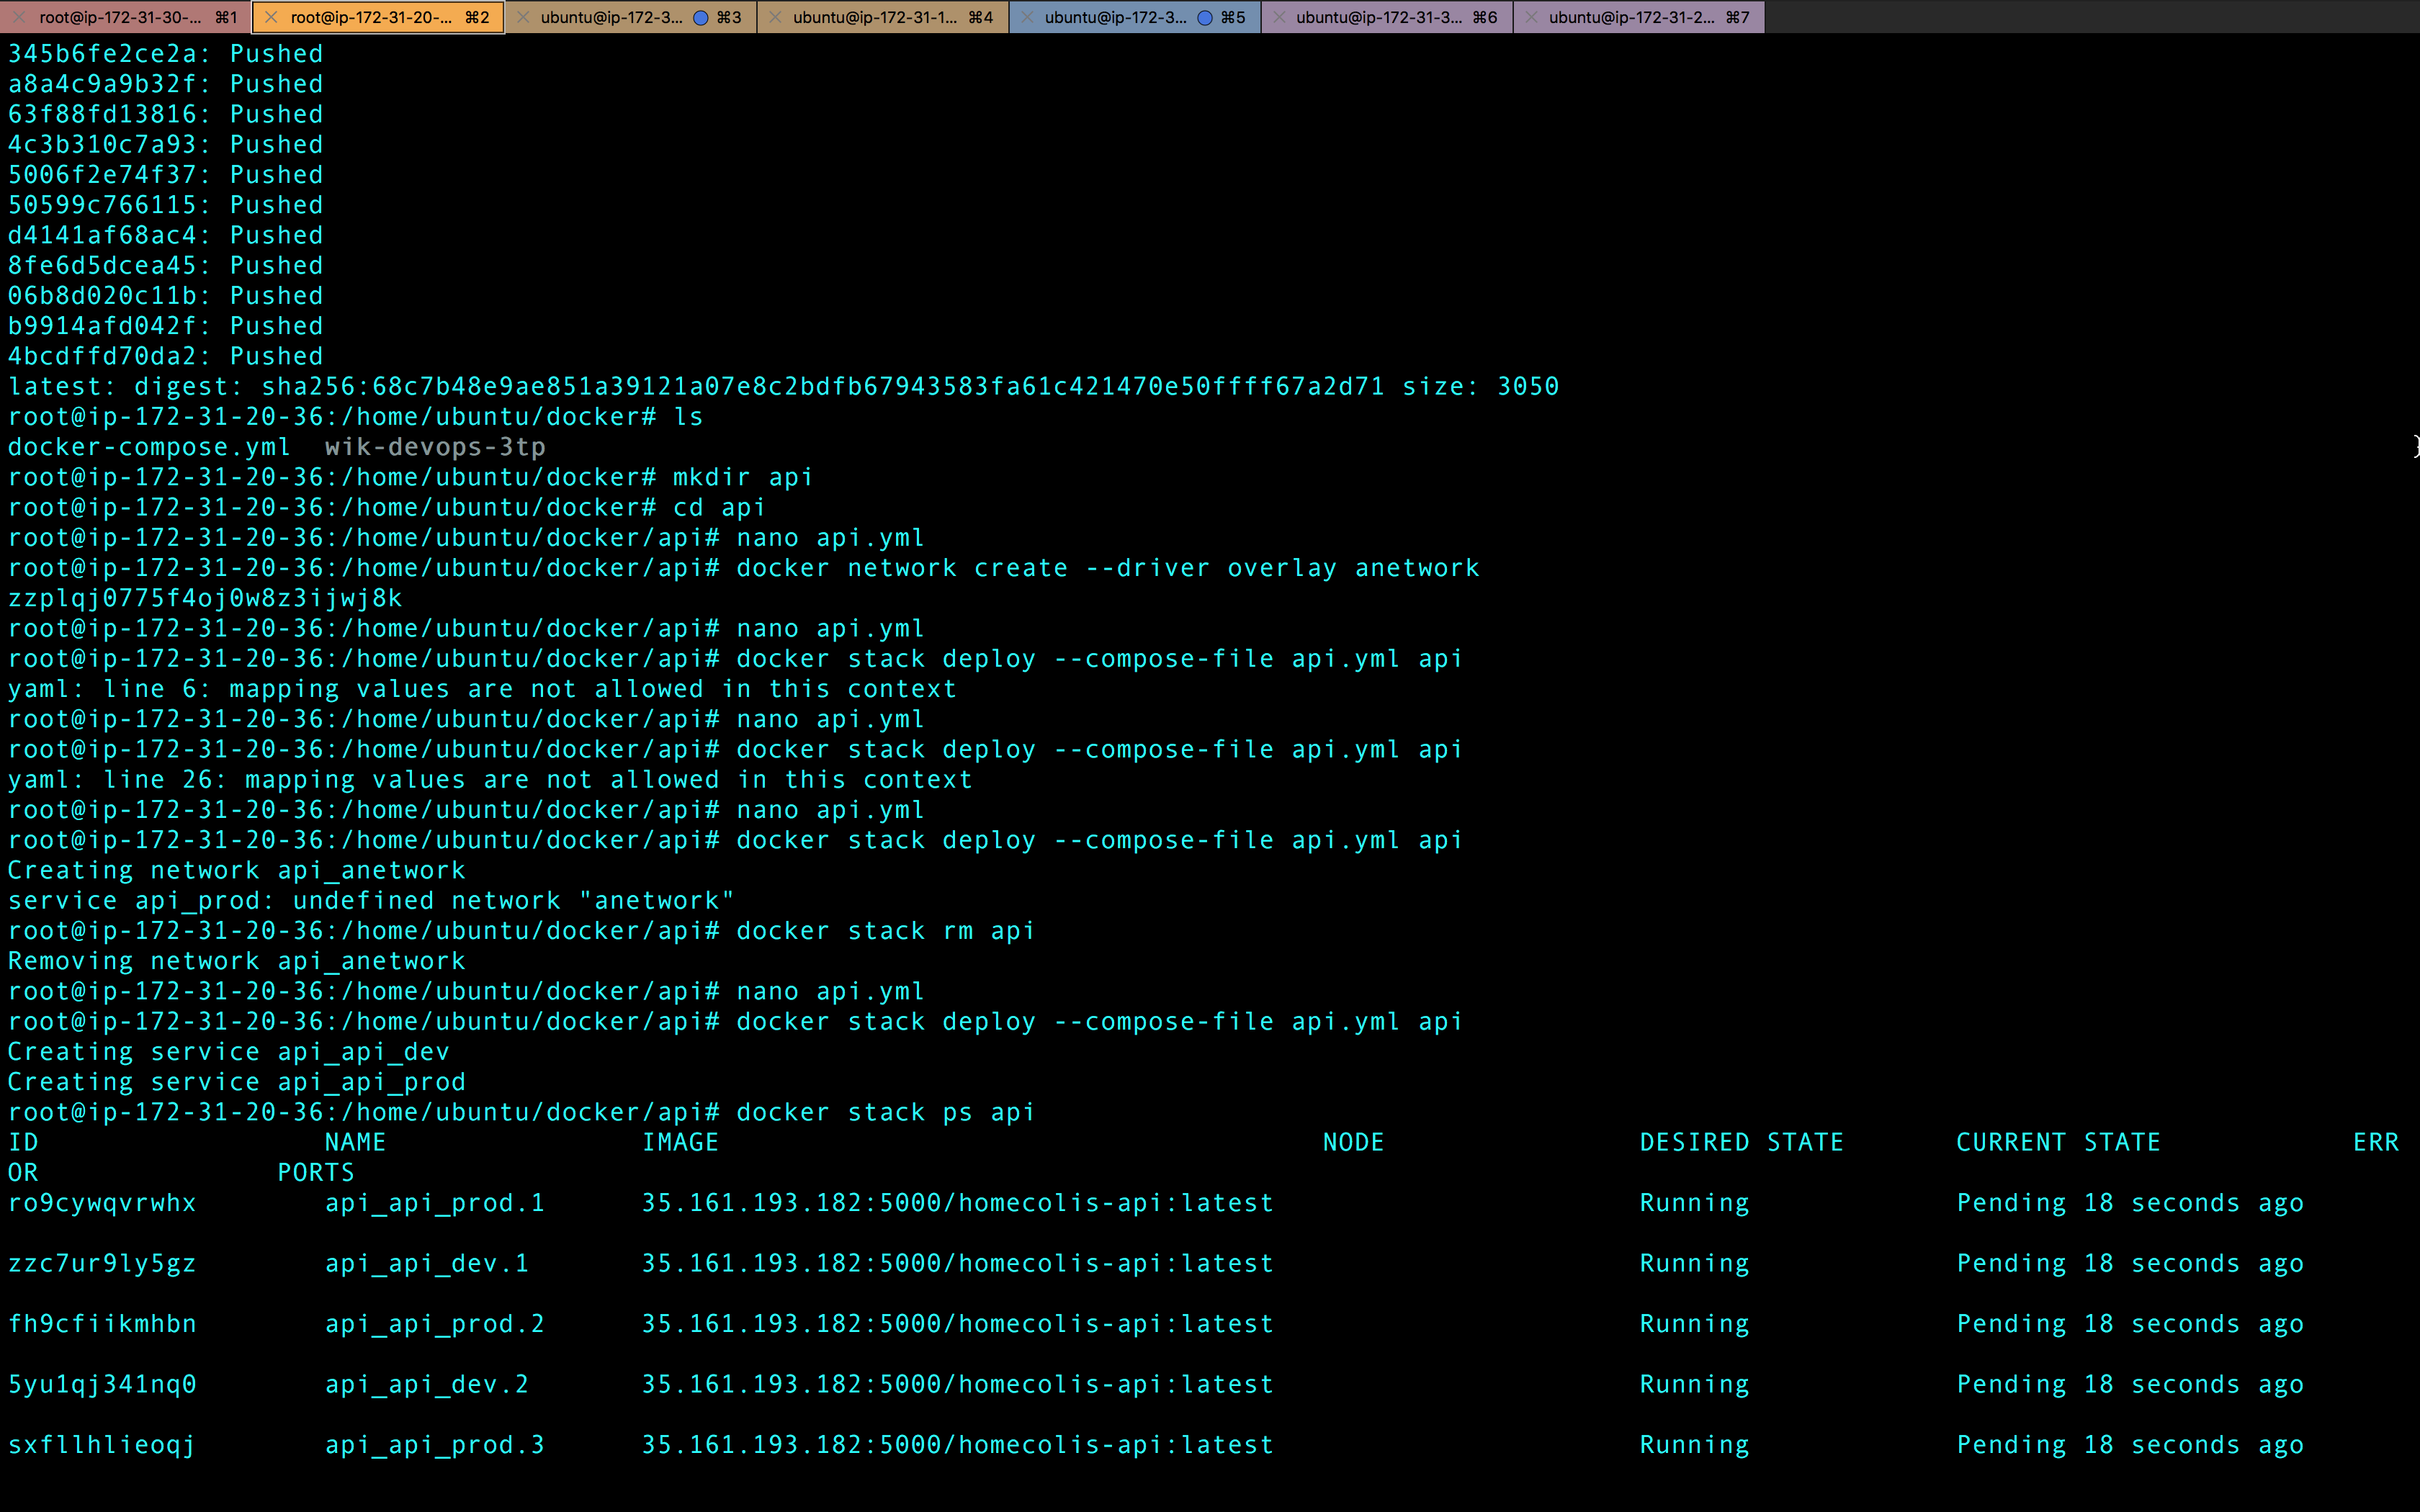 root@ip-172-31-30-... ⌘1 root@ip-172-31-20-... ⌘2 ubuntu@ip-172-3... ⌘3 ubuntu@ip-172-31-1... ⌘4 ubuntu@ip-172-3... ⌘5 ubuntu@ip-172-31-3... ⌘6 ubuntu@ip-172-31-2... ⌘7
345b6fe2ce2a: Pushed
a8a4c9a9b32f: Pushed
63f88fd13816: Pushed
4c3b310c7a93: Pushed
5006f2e74f37: Pushed
50599c766115: Pushed
d4141af68ac4: Pushed
8fe6d5dcea45: Pushed
06b8d020c11b: Pushed
b9914afd042f: Pushed
4bcdffd70da2: Pushed
latest: digest: sha256:68c7b48e9ae851a39121a07e8c2bdfb67943583fa61c421470e50ffff67a2d71 size: 3050
root@ip-172-31-20-36:/home/ubuntu/docker# ls
docker-compose.yml wik-devops-3tp
root@ip-172-31-20-36:/home/ubuntu/docker# mkdir api
root@ip-172-31-20-36:/home/ubuntu/docker# cd api
root@ip-172-31-20-36:/home/ubuntu/docker/api# nano api.yml
root@ip-172-31-20-36:/home/ubuntu/docker/api# docker network create --driver overlay anetwork
zzplqj0775f4oj0w8z3ijwj8k
root@ip-172-31-20-36:/home/ubuntu/docker/api# nano api.yml
root@ip-172-31-20-36:/home/ubuntu/docker/api# docker stack deploy --compose-file api.yml api
yaml: line 6: mapping values are not allowed in this context
root@ip-172-31-20-36:/home/ubuntu/docker/api# nano api.yml
root@ip-172-31-20-36:/home/ubuntu/docker/api# docker stack deploy --compose-file api.yml api
yaml: line 26: mapping values are not allowed in this context
root@ip-172-31-20-36:/home/ubuntu/docker/api# nano api.yml
root@ip-172-31-20-36:/home/ubuntu/docker/api# docker stack deploy --compose-file api.yml api
Creating network api_anetwork
service api_prod: undefined network "anetwork"
root@ip-172-31-20-36:/home/ubuntu/docker/api# docker stack rm api
Removing network api_anetwork
root@ip-172-31-20-36:/home/ubuntu/docker/api# nano api.yml
root@ip-172-31-20-36:/home/ubuntu/docker/api# docker stack deploy --compose-file api.yml api
Creating service api_api_dev
Creating service api_api_prod
root@ip-172-31-20-36:/home/ubuntu/docker/api# docker stack ps api
ID NAME IMAGE NODE DESIRED STATE CURRENT STATE ERR
OR PORTS
ro9cywqvrwhx api_api_prod.1 35.161.193.182:5000/homecolis-api:latest Running Pending 18 seconds ago
zzc7ur9ly5gz api_api_dev.1 35.161.193.182:5000/homecolis-api:latest Running Pending 18 seconds ago
fh9cfiikmhbn api_api_prod.2 35.161.193.182:5000/homecolis-api:latest Running Pending 18 seconds ago
5yu1qj341nq0 api_api_dev.2 35.161.193.182:5000/homecolis-api:latest Running Pending 18 seconds ago
sxfllhlieoqj api_api_prod.3 35.161.193.182:5000/homecolis-api:latest Running Pending 18 seconds ago